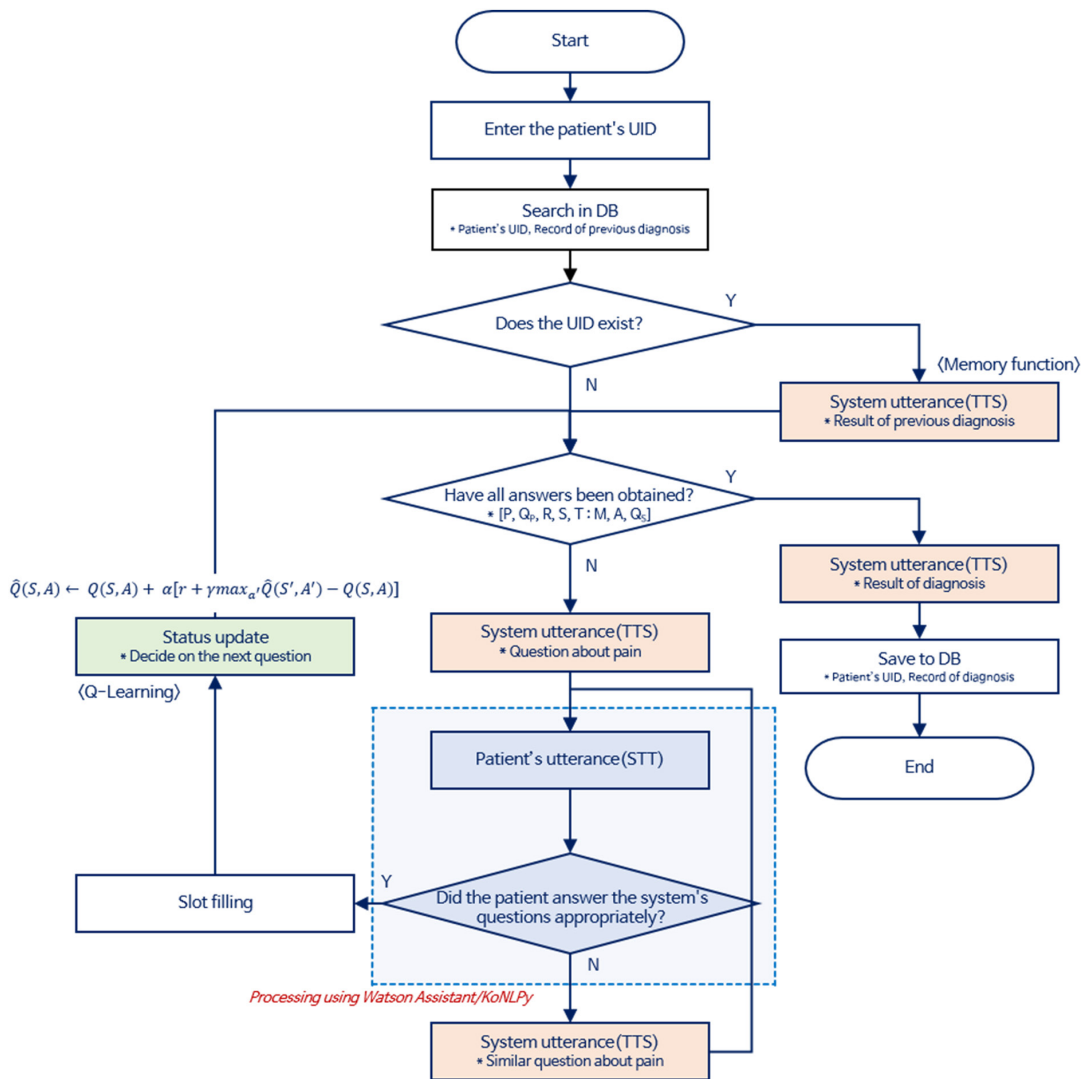 Start
Enter the patient's UID
Search in DB
* Patient's UID, Record of previous diagnosis
Does the UID exist?
Y
N
〈Memory function〉
System utterance(TTS)
* Result of previous diagnosis
Have all answers been obtained?
* [P, Qₚ, R, S, T : M, A, Qₛ]
Y
N
System utterance(TTS)
* Result of diagnosis
Q̂(S,A) ← Q(S,A) + α[r + γmaxₐ′Q̂(S′,A′) − Q(S,A)]
Status update
* Decide on the next question
〈Q-Learning〉
System utterance(TTS)
* Question about pain
Save to DB
* Patient's UID, Record of diagnosis
End
Patient's utterance(STT)
Did the patient answer the system's
questions appropriately?
Y
N
Slot filling
Processing using Watson Assistant/KoNLPy
System utterance(TTS)
* Similar question about pain